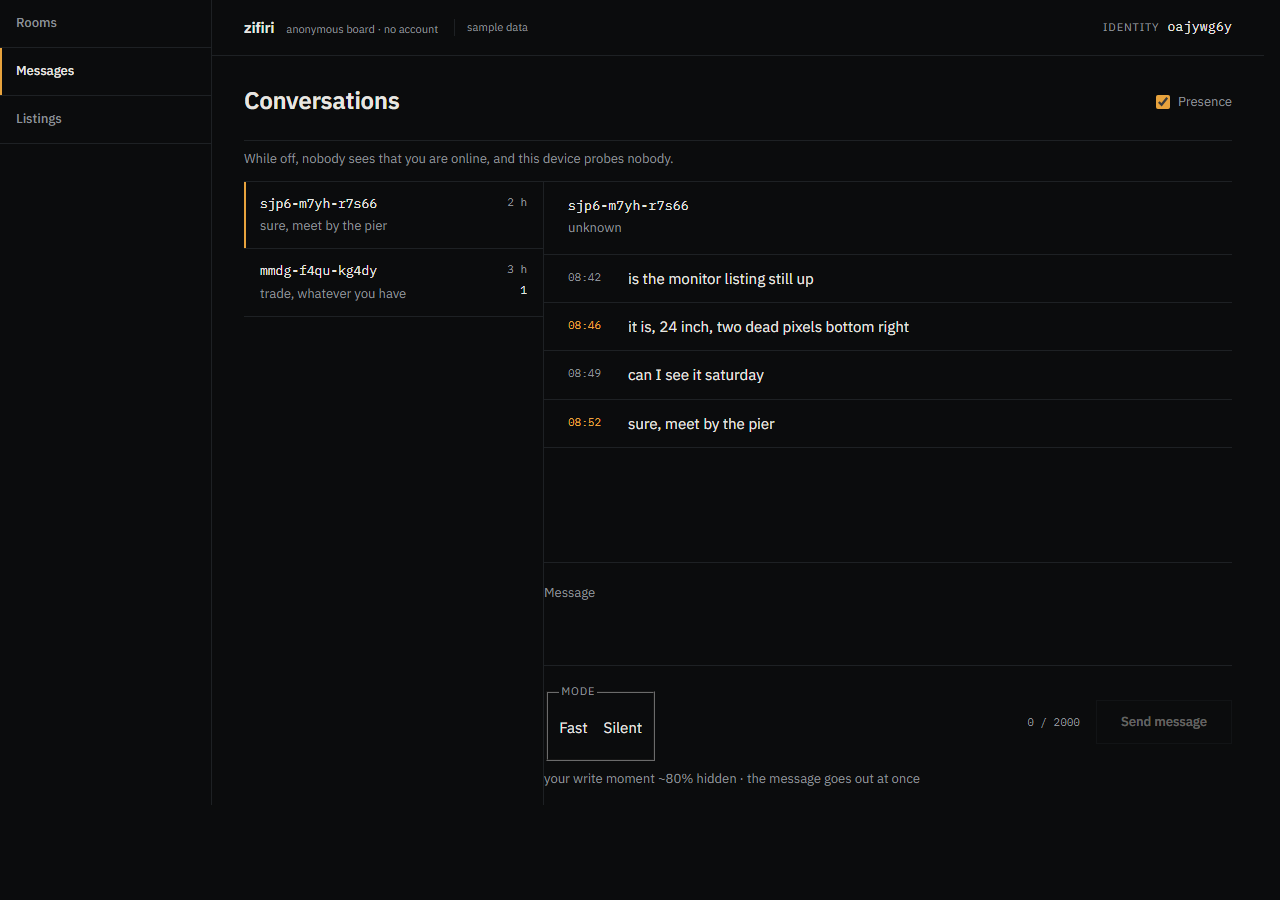 Rooms
Messages
Listings
zifiri anonymous board · no account sample data
IDENTITY oajywg6y
Conversations
Presence
While off, nobody sees that you are online, and this device probes nobody.
sjp6-m7yh-r7s66 2 h
sure, meet by the pier
mmdg-f4qu-kg4dy 3 h
trade, whatever you have 1
sjp6-m7yh-r7s66
unknown
08:42 is the monitor listing still up
08:46 it is, 24 inch, two dead pixels bottom right
08:49 can I see it saturday
08:52 sure, meet by the pier
Message
MODE
Fast Silent
0 / 2000
Send message
your write moment ~80% hidden · the message goes out at once